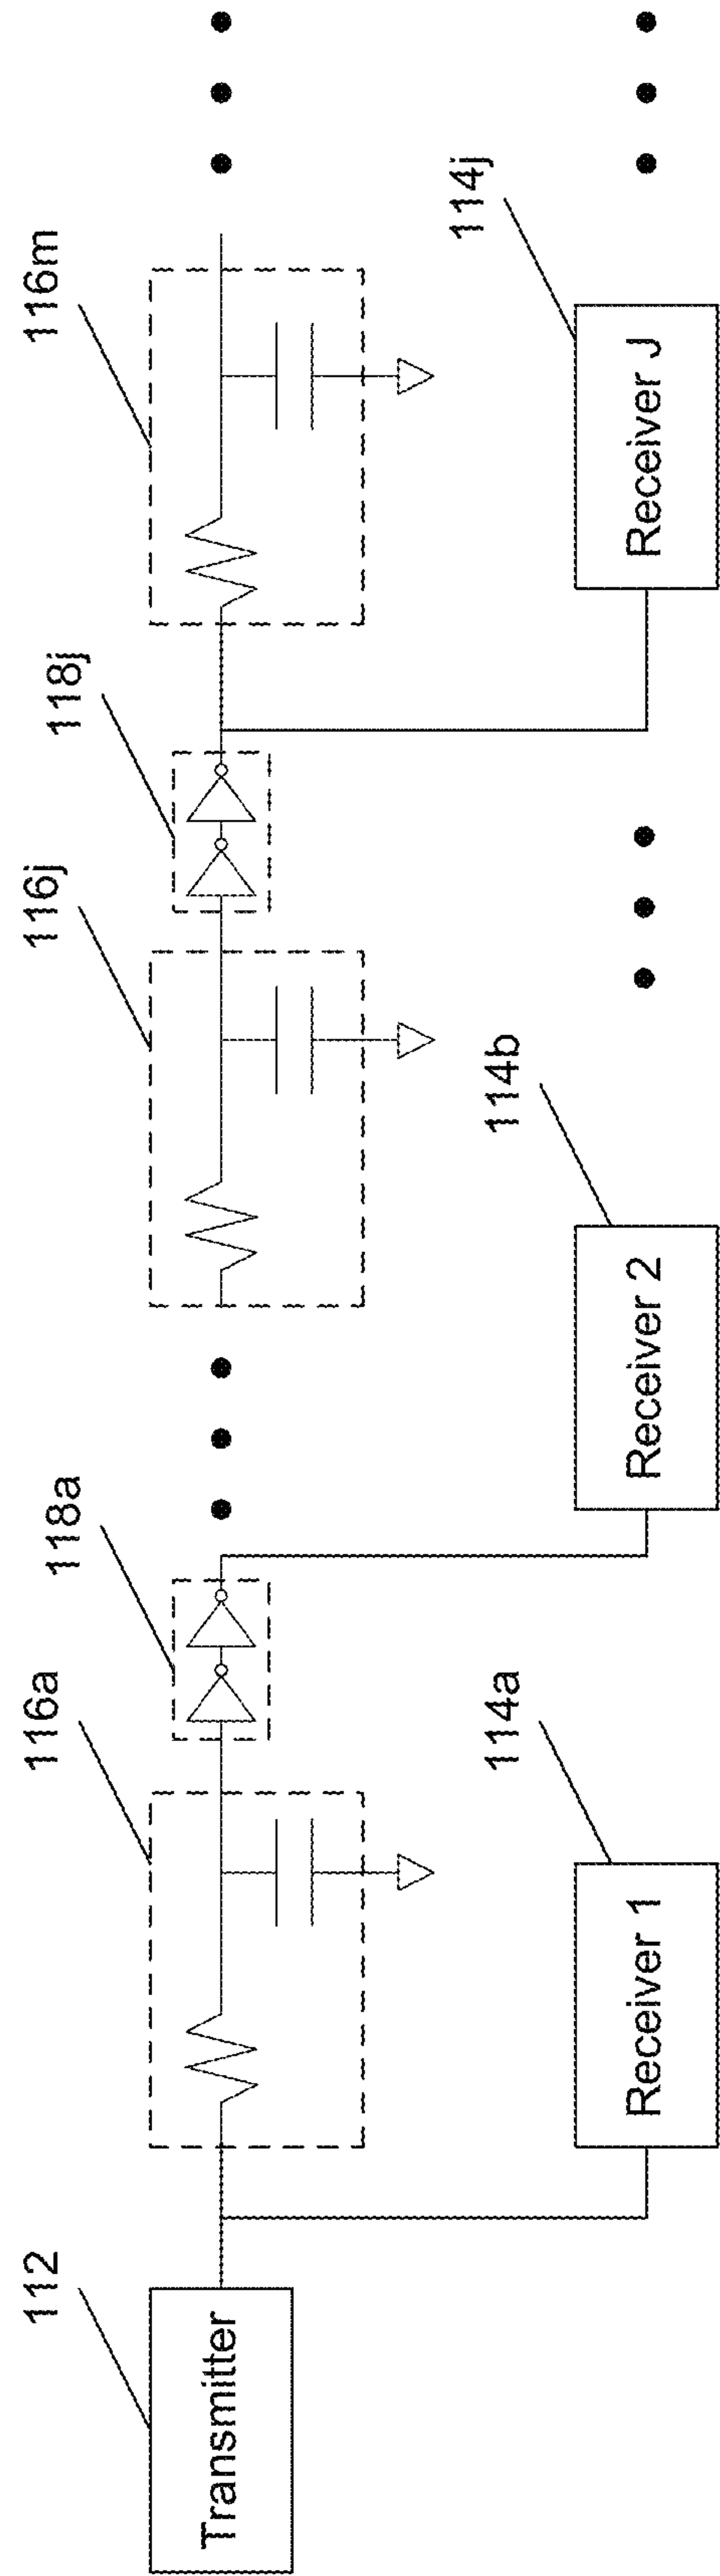 112
116a
118a
116j
118j
116m
Transmitter
114a
114b
114j
Receiver 1
Receiver 2
Receiver J